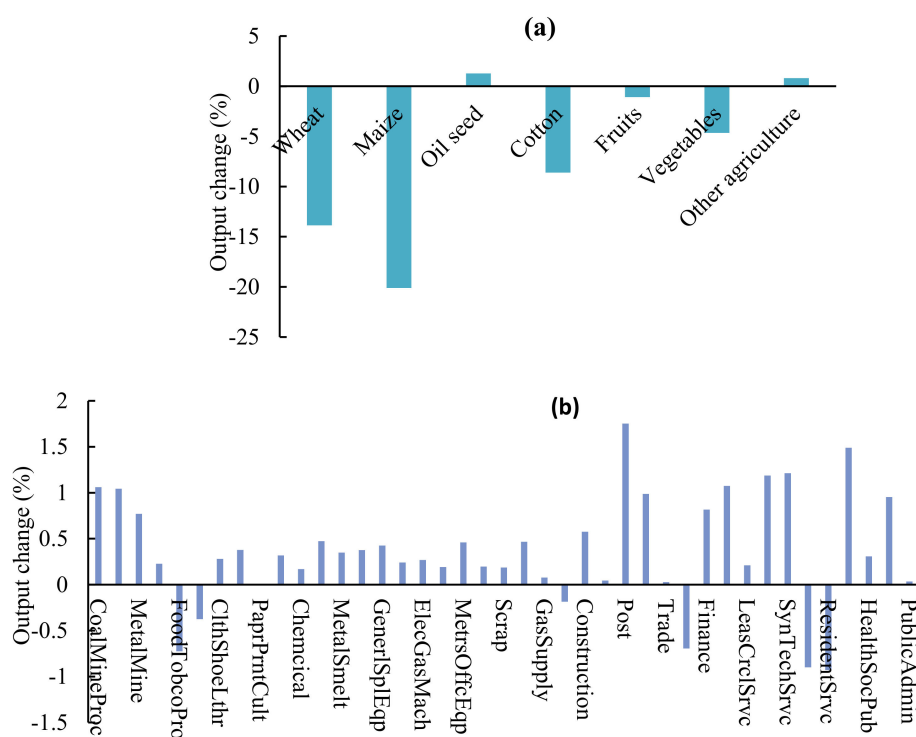 (a)
Output change (%)
5
0
-5
-10
-15
-20
-25
Wheat
Maize
Oil seed
Cotton
Fruits
Vegetables
Other agriculture
(b)
Output change (%)
2
1.5
1
0.5
0
-0.5
-1
-1.5
CoalMineProc
MetalMine
FoodTobcoPrc
ClthShoeLthr
PaprPrntCult
Chemcical
MetalSmelt
GenerlSplEqp
ElecGasMach
MetrsOffcEqp
Scrap
GasSupply
Construction
Post
Trade
Finance
LeasCrclSrvc
SynTechSrvc
ResidentSrvc
HealthSocPub
PublicAdmin